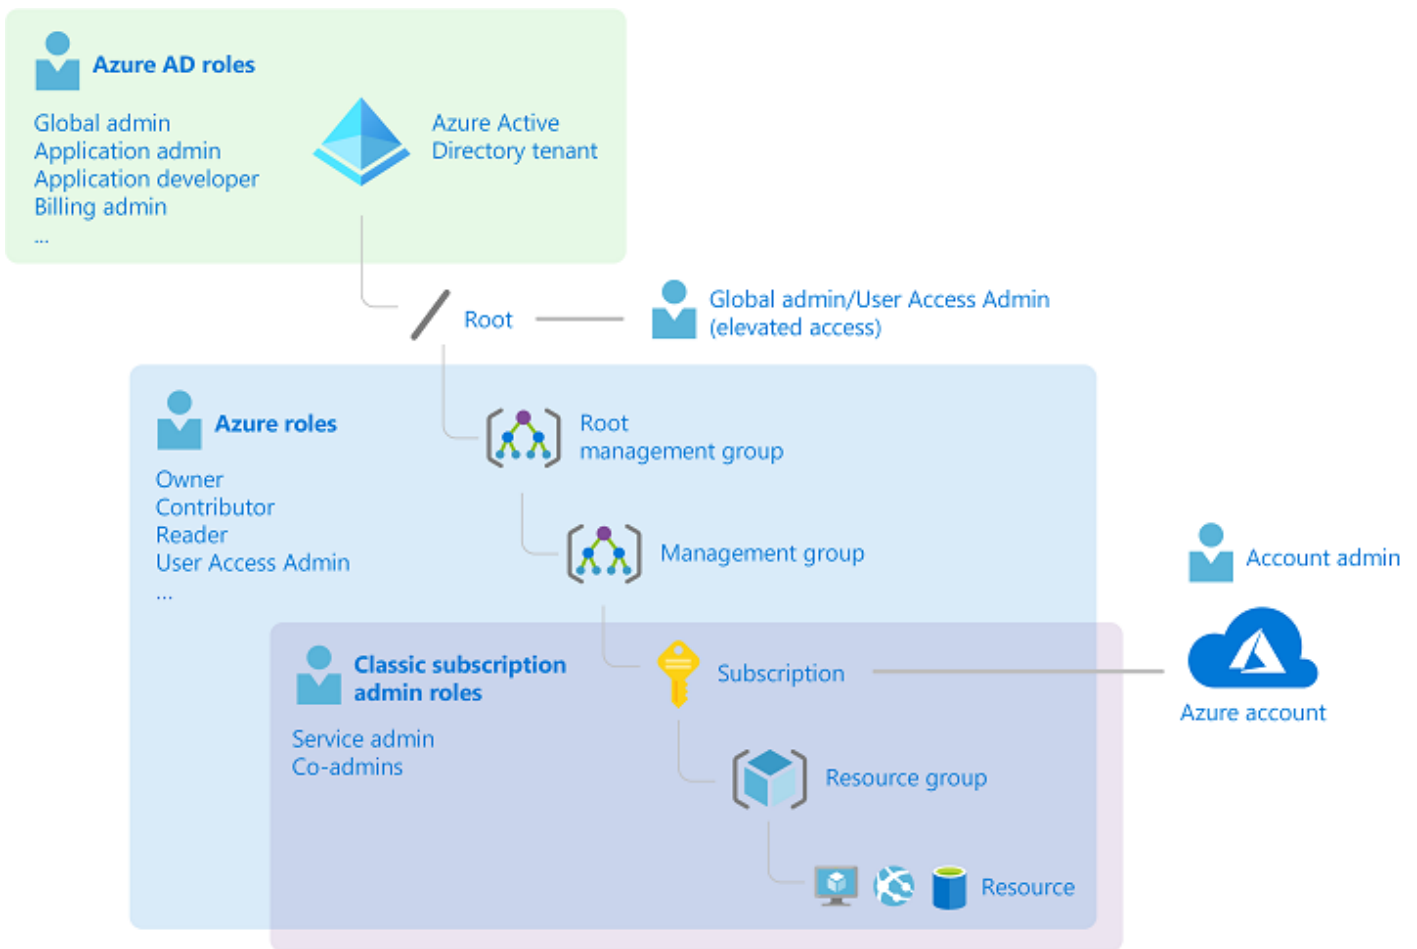 Azure AD roles
Global admin
Application admin
Application developer
Billing admin
...
Azure Active
Directory tenant
Root
Global admin/User Access Admin
(elevated access)
Azure roles
Owner
Contributor
Reader
User Access Admin
...
Root
management group
Management group
Account admin
Azure account
Classic subscription
admin roles
Service admin
Co-admins
Subscription
Resource group
Resource